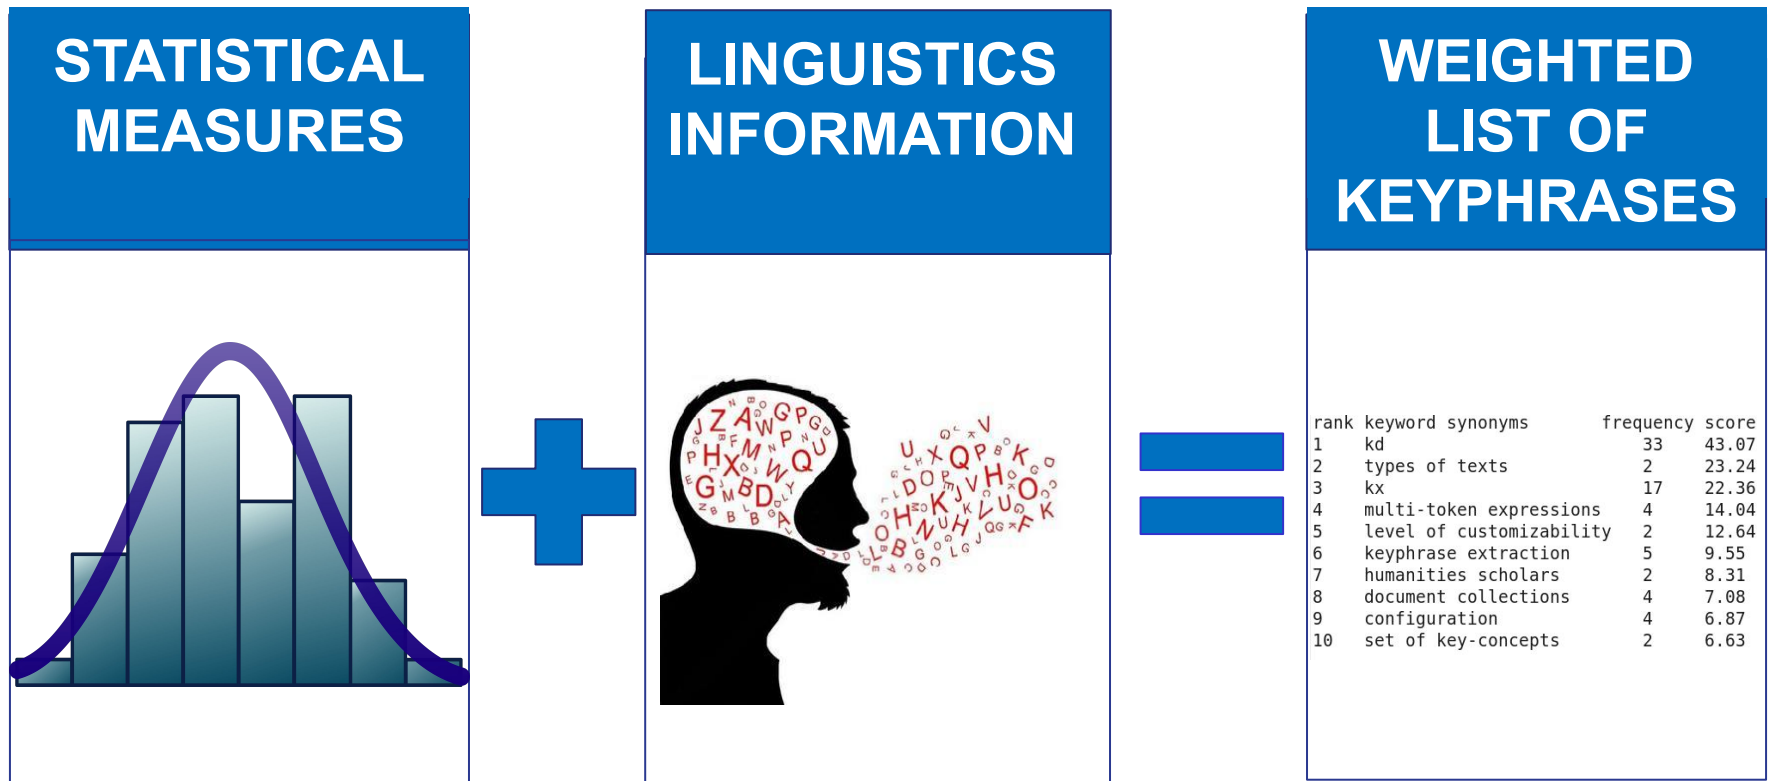 STATISTICAL
MEASURES
LINGUISTICS
INFORMATION
WEIGHTED
LIST OF
KEYPHRASES
rank keyword synonyms frequency score
1 kd 33 43.07
2 types of texts 2 23.24
3 kx 17 22.36
4 multi-token expressions 4 14.04
5 level of customizability 2 12.64
6 keyphrase extraction 5 9.55
7 humanities scholars 2 8.31
8 document collections 4 7.08
9 configuration 4 6.87
10 set of key-concepts 2 6.63